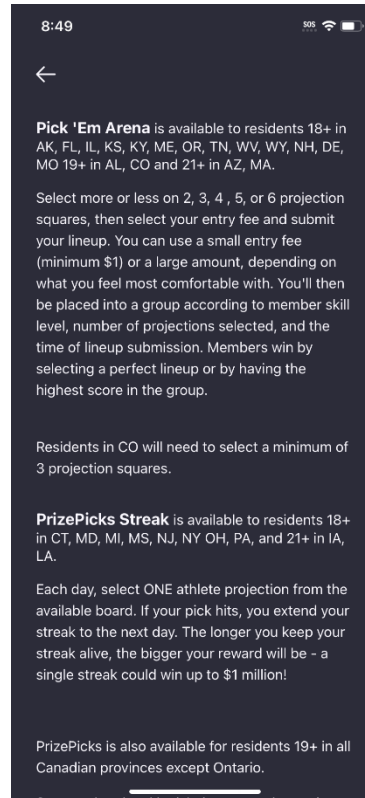 8:49
SOS
Pick 'Em Arena is available to residents 18+ in
AK, FL, IL, KS, KY, ME, OR, TN, WV, WY, NH, DE,
MO 19+ in AL, CO and 21+ in AZ, MA.
Select more or less on 2, 3, 4 , 5, or 6 projection
squares, then select your entry fee and submit
your lineup. You can use a small entry fee
(minimum $1) or a large amount, depending on
what you feel most comfortable with. You'll then
be placed into a group according to member skill
level, number of projections selected, and the
time of lineup submission. Members win by
selecting a perfect lineup or by having the
highest score in the group.
Residents in CO will need to select a minimum of
3 projection squares.
PrizePicks Streak is available to residents 18+
in CT, MD, MI, MS, NJ, NY OH, PA, and 21+ in IA,
LA.
Each day, select ONE athlete projection from the
available board. If your pick hits, you extend your
streak to the next day. The longer you keep your
streak alive, the bigger your reward will be - a
single streak could win up to $1 million!
PrizePicks is also available for residents 19+ in all
Canadian provinces except Ontario.